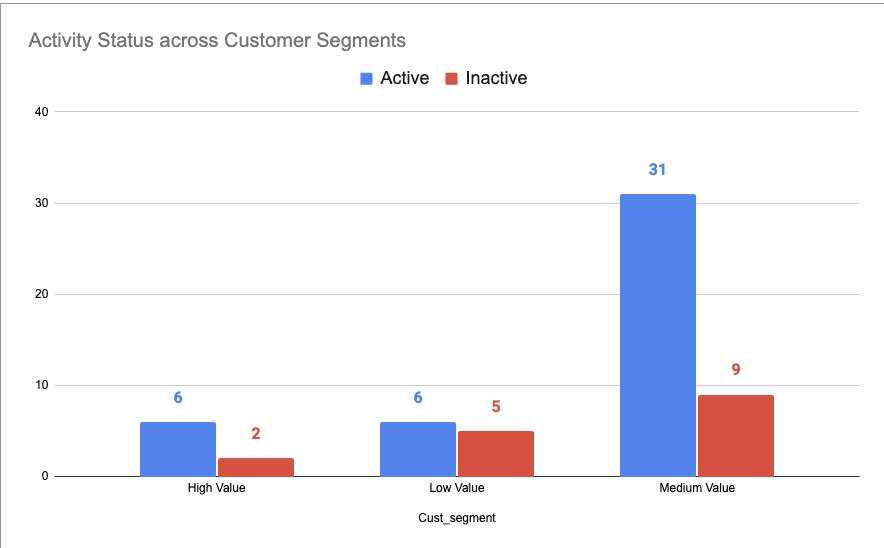 Activity Status across Customer Segments
Active Inactive
40
30
20
10
0
31
9
6
2
6
5
High Value Low Value Medium Value
Cust_segment